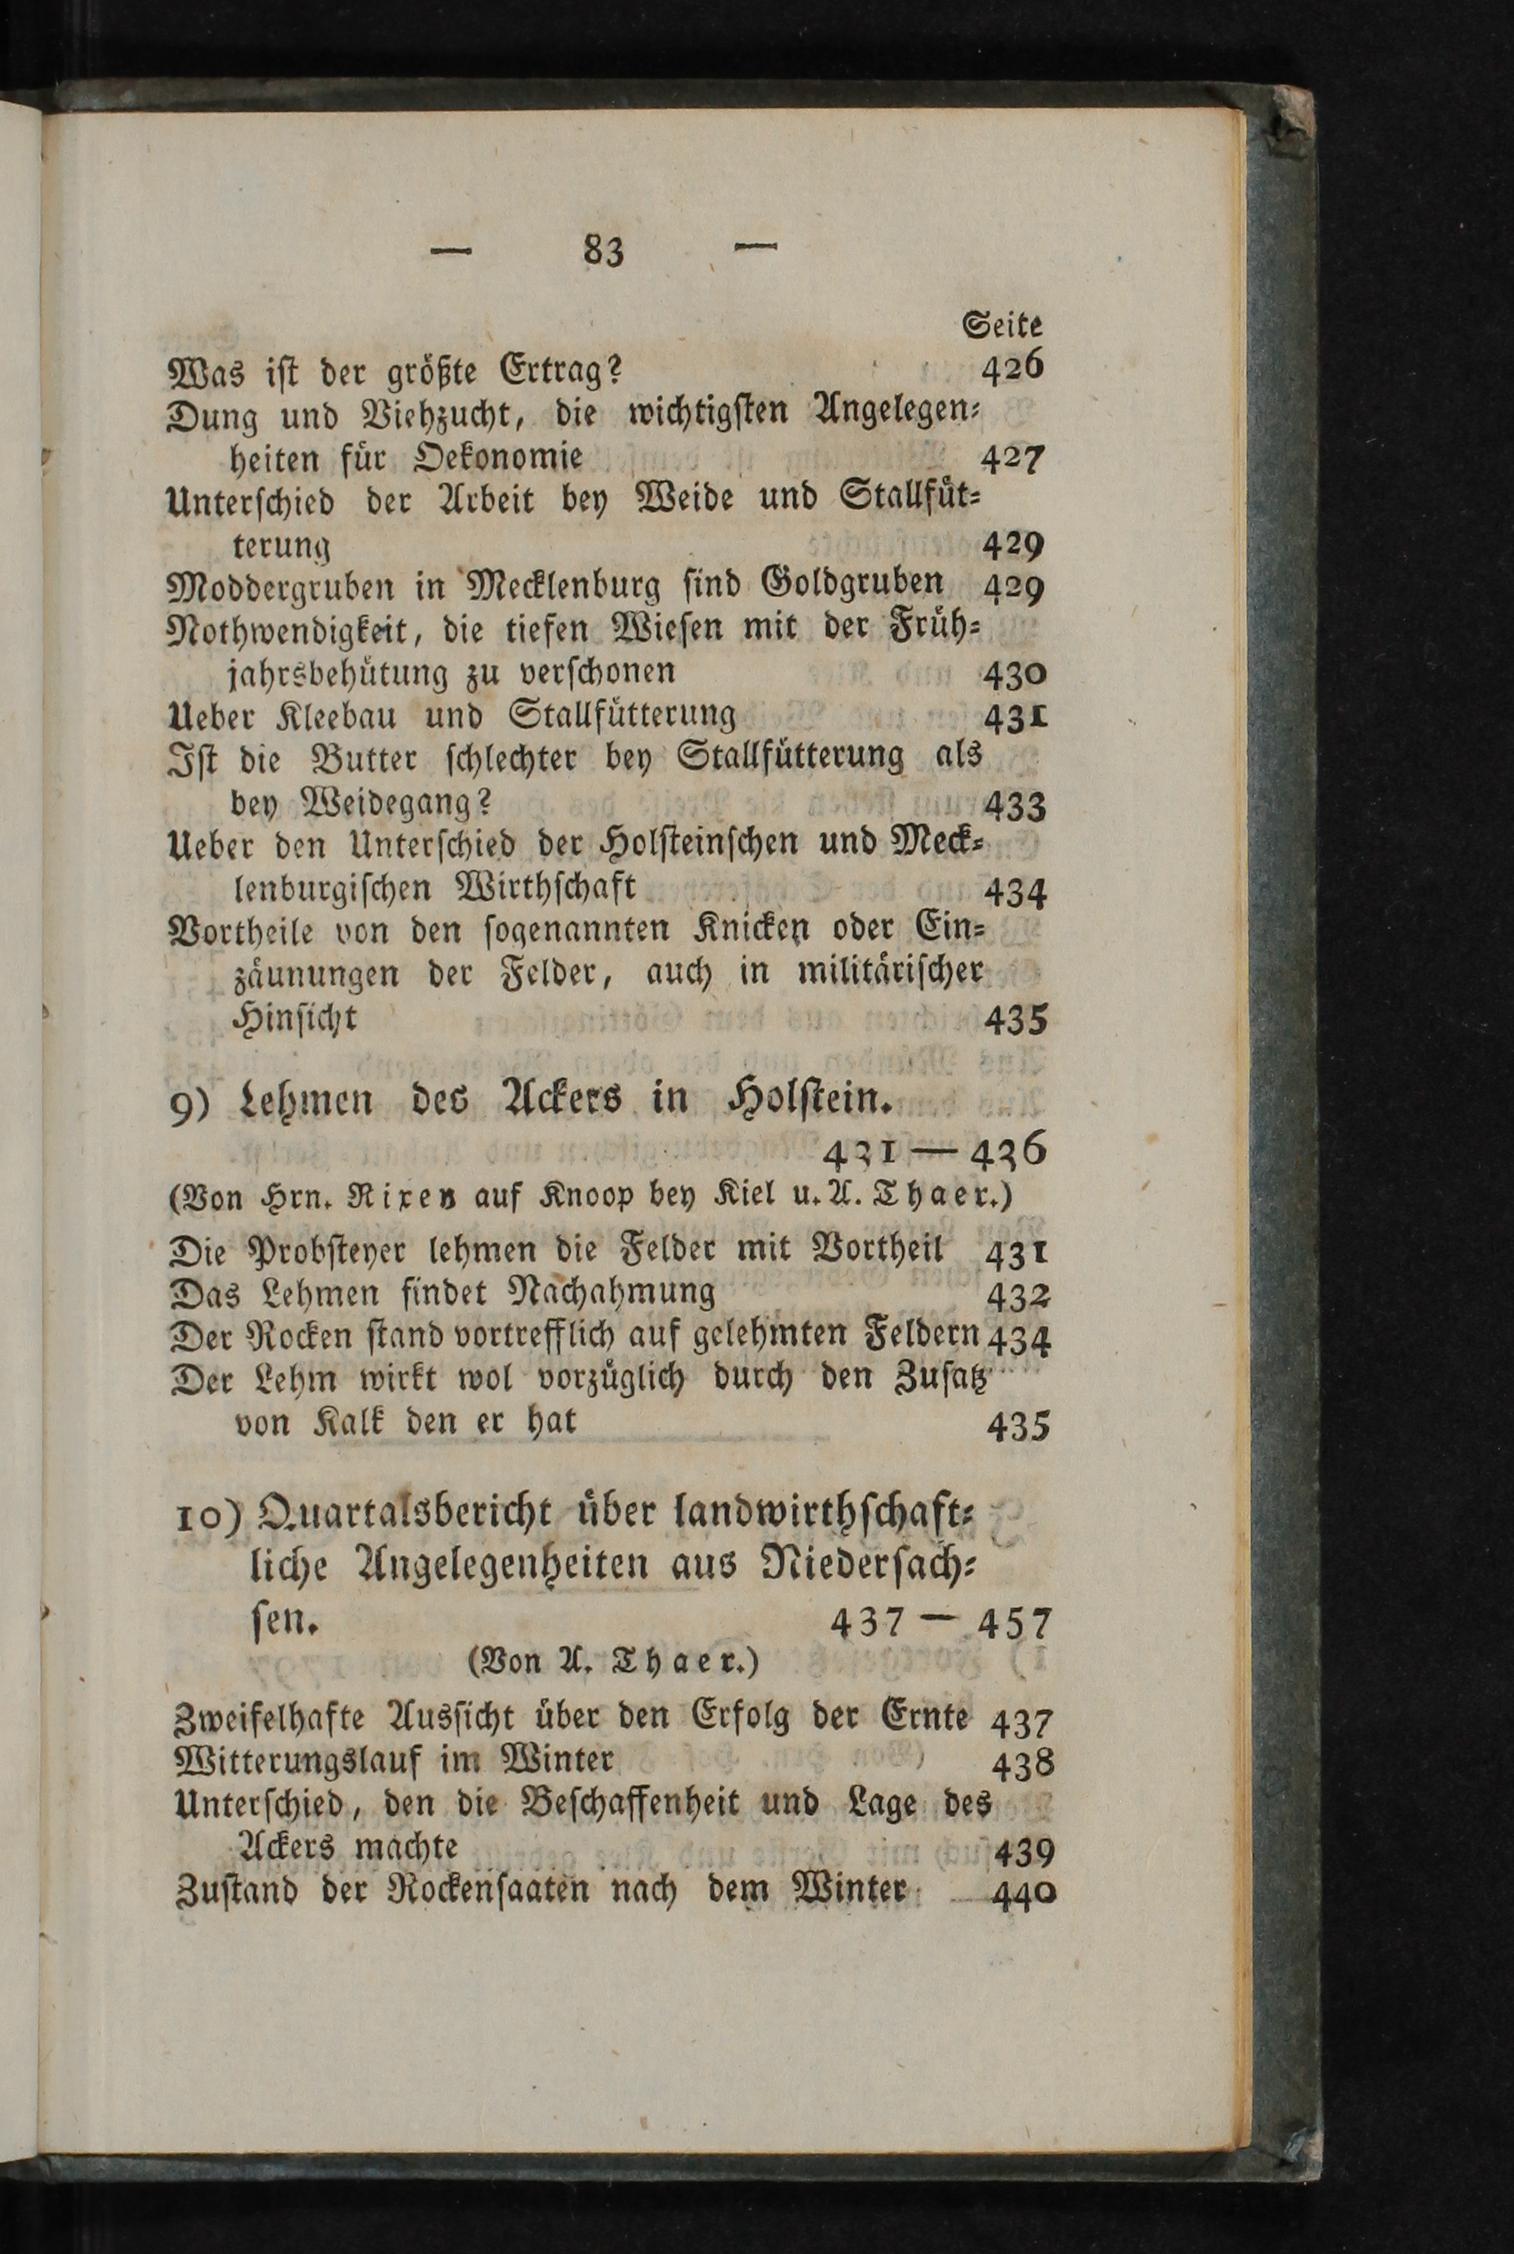 — 83 —
Seite
Was iſt der größte Ertrag? 426
Dung und Viehzucht, die wichtigſten Angelegen⸗
heiten für Oekonomie 427
Unterſchied der Arbeit bey Weide und Stallfüt⸗
terung 429
Moddergruben in Mecklenburg ſind Goldgruben 429
Nothwendigkeit, die tiefen Wieſen mit der Früh⸗
jahrsbehütung zu verſchonen 430
Ueber Kleebau und Stallfütterung 431
Iſt die Butter ſchlechter bey Stallfütterung als
bey Weidegang? 433
Ueber den Unterſchied der Holſteinſchen und Meck⸗
lenburgiſchen Wirthſchaft 434
Vortheile von den ſogenannten Knicken oder Ein⸗
zäunungen der Felder, auch in militäriſcher
Hinſicht 435
9) Lehmen des Ackers in Holſtein.
431 — 436
(Von Hrn. Nixen auf Knoop bey Kiel u. A. Thaer.)
Die Probſteyer lehmen die Felder mit Vortheil 431
Das Lehmen findet Nachahmung 432
Der Rocken ſtand vortrefflich auf gelehmten Feldern 434
Der Lehm wirkt wol vorzüglich durch den Zuſatz
von Kalk den er hat 435
10) Quartalsbericht über landwirthſchaft⸗
liche Angelegenheiten aus Niederſach⸗
ſen. 437 — 457
(Von A. Thaer.)
Zweifelhafte Ausſicht über den Erfolg der Ernte 437
Witterungslauf im Winter 438
Unterſchied, den die Beſchaffenheit und Lage des
Ackers machte 439
Zuſtand der Rockenſaaten nach dem Winter 440